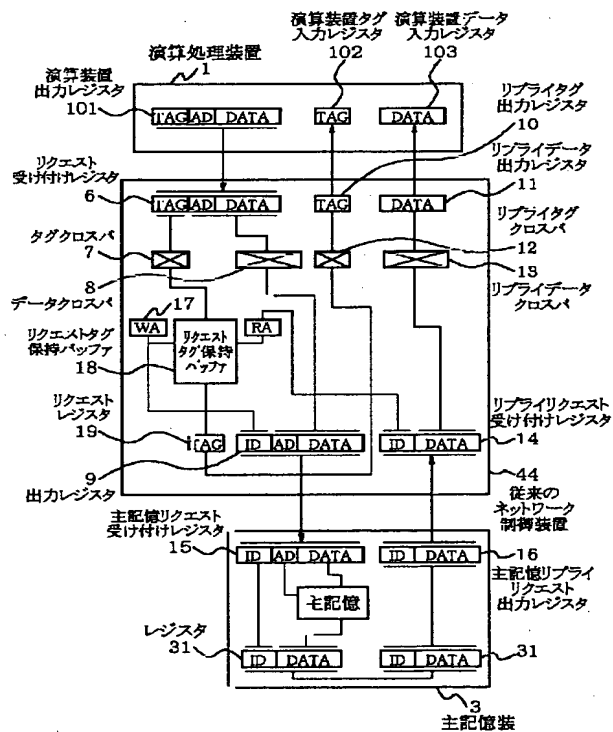 演算装置タグ
入力レジスタ
102
演算装置データ
入力レジスタ
103
演算処理装置
1
演算装置
出力レジスタ
101
TAG AD DATA
TAG
DATA
リプライタグ
出力レジスタ
10
リクエスト
受け付けレジスタ
6
TAG AD DATA
TAG
DATA
リプライデータ
出力レジスタ
11
タグクロスバ
7
8
リプライタグ
クロスバ
12
13
データクロスバ
リプライデータ
クロスバ
17
WA
RA
リクエストタグ
保持バッファ
18
リクエスト
タグ保持
バッファ
リクエスト
レジスタ
19
TAG
ID AD DATA
ID DATA
リプライリクエスト
受け付けレジスタ
14
9
出力レジスタ
44
従来の
ネットワーク
制御装置
主記憶リクエスト
受け付けレジスタ
15
ID AD DATA
ID DATA
16
主記憶
主記憶リプライ
リクエスト
出力レジスタ
レジスタ
31
ID DATA
ID DATA
31
3
主記憶装